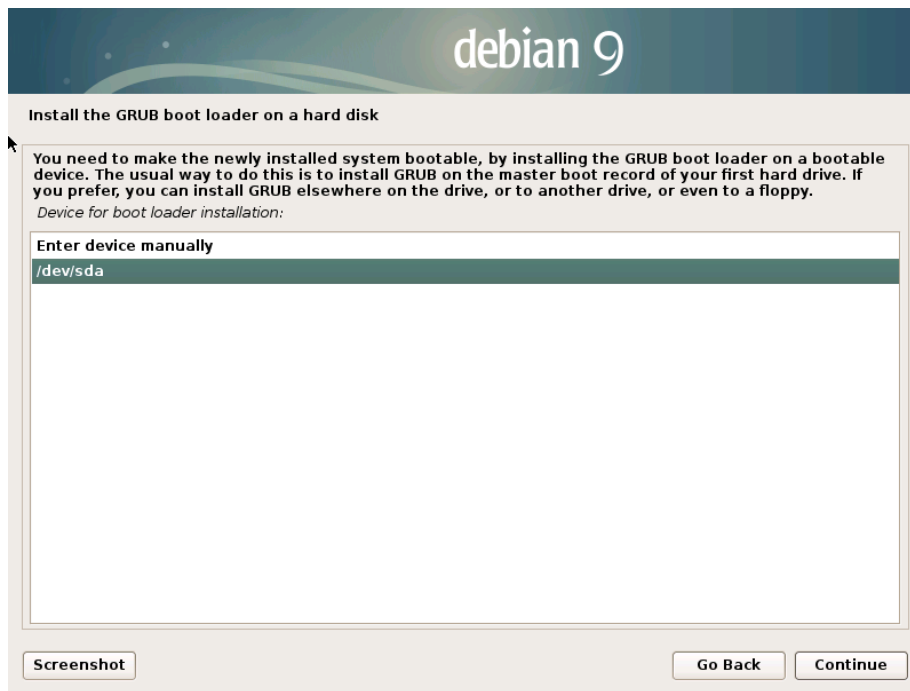 debian 9
Install the GRUB boot loader on a hard disk
You need to make the newly installed system bootable, by installing the GRUB boot loader on a bootable
device. The usual way to do this is to install GRUB on the master boot record of your first hard drive. If
you prefer, you can install GRUB elsewhere on the drive, or to another drive, or even to a floppy.
Device for boot loader installation:
Enter device manually
/dev/sda
Screenshot
Go Back
Continue